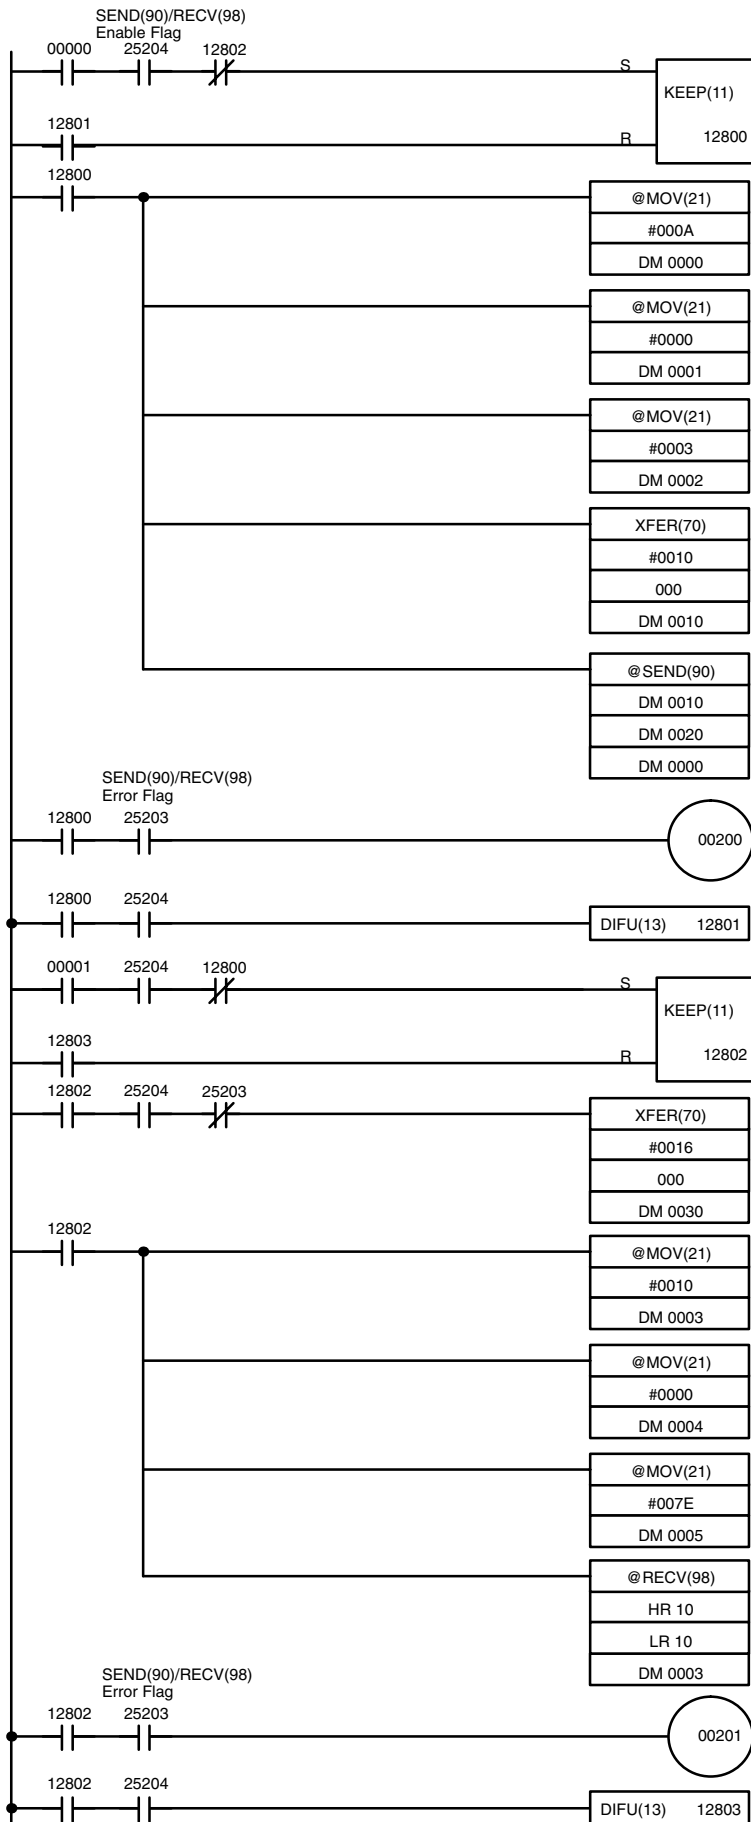 SEND(90)/RECV(98)
Enable Flag
00000 25204 12802
S
KEEP(11)
12800
12801
R
12800
@MOV(21)
#000A
DM 0000
@MOV(21)
#0000
DM 0001
@MOV(21)
#0003
DM 0002
XFER(70)
#0010
000
DM 0010
@SEND(90)
DM 0010
DM 0020
DM 0000
SEND(90)/RECV(98)
Error Flag
12800 25203
00200
12800 25204
DIFU(13) 12801
00001 25204 12800
S
KEEP(11)
12802
12803
R
12802 25204 25203
XFER(70)
#0016
000
DM 0030
12802
@MOV(21)
#0010
DM 0003
@MOV(21)
#0000
DM 0004
@MOV(21)
#007E
DM 0005
@RECV(98)
HR 10
LR 10
DM 0003
SEND(90)/RECV(98)
Error Flag
12802 25203
00201
12802 25204
DIFU(13) 12803